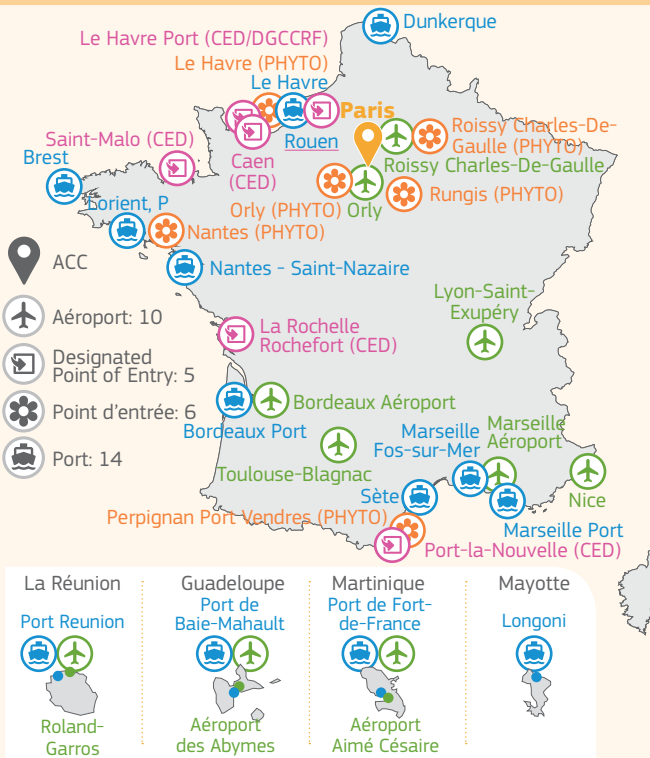 Dunkerque
Le Havre Port (CED/DGCCRF)
Le Havre (PHYTO)
Le Havre
Paris
Rouen
Roissy Charles-De-
Gaulle (PHYTO)
Roissy Charles-De-Gaulle
Saint-Malo (CED)
Caen
(CED)
Brest
Orly (PHYTO)
Orly
Rungis (PHYTO)
Lorient, P
Nantes (PHYTO)
Nantes - Saint-Nazaire
ACC
Aéroport: 10
Designated
Point of Entry: 5
Point d'entrée: 6
Port: 14
Lyon-Saint-
Exupéry
La Rochelle
Rochefort (CED)
Bordeaux Aéroport
Bordeaux Port
Marseille
Fos-sur-Mer
Marseille
Aéroport
Toulouse-Blagnac
Nice
Sète
Marseille Port
Perpignan Port Vendres (PHYTO)
Port-la-Nouvelle (CED)
La Réunion
Port Reunion
Roland-
Garros
Guadeloupe
Port de
Baie-Mahault
Aéroport
des Abymes
Martinique
Port de Fort-
de-France
Aéroport
Aimé Césaire
Mayotte
Longoni